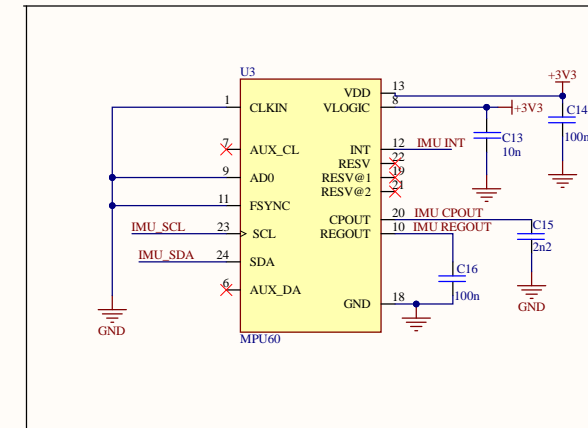 U3
+3V3
1 CLKIN VDD 13
VLOGIC 8 +3V3 C14
100n
C13
10n
7 AUX_CL INT 12 IMU INT
RESV 22
9 AD0 RESV@1 19
RESV@2 21
11 FSYNC
CPOUT 20 IMU CPOUT C15
2n2
IMU_SCL 23 SCL REGOUT 10 IMU REGOUT
IMU_SDA 24 SDA
C16
100n
6 AUX_DA
GND 18
GND
GND
MPU60